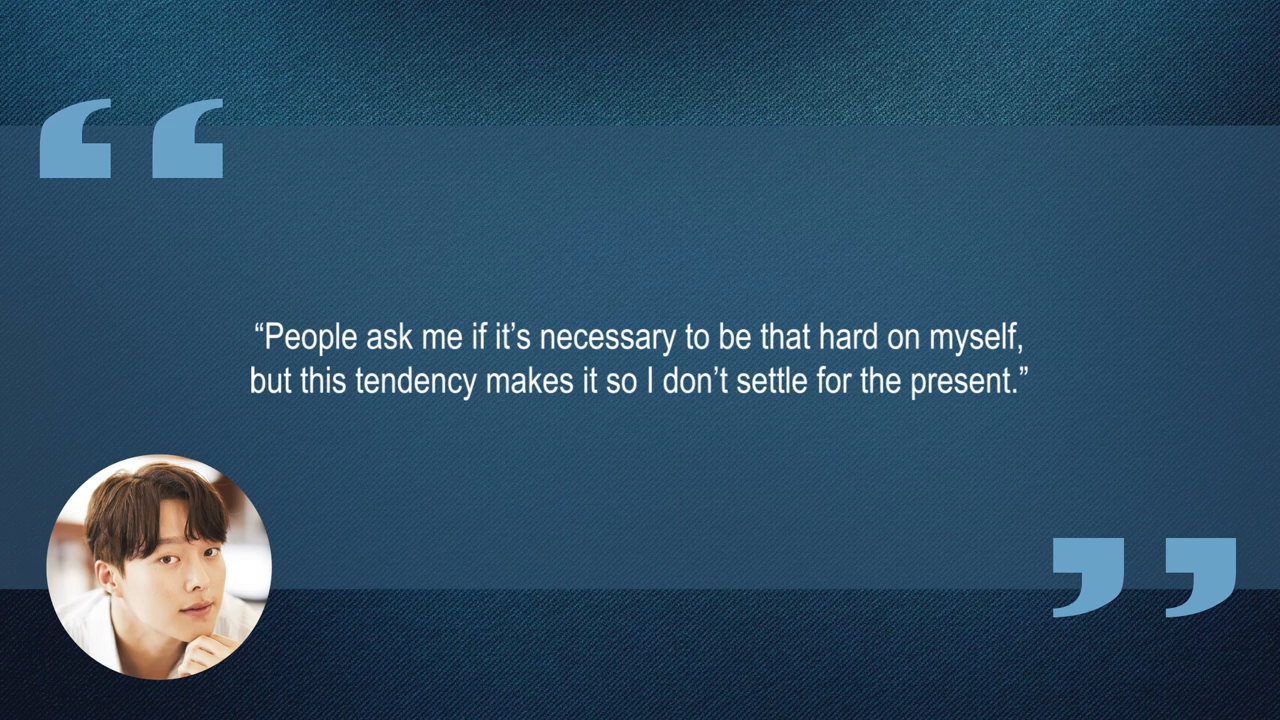 “People ask me if it’s necessary to be that hard on myself,
but this tendency makes it so I don’t settle for the present.”